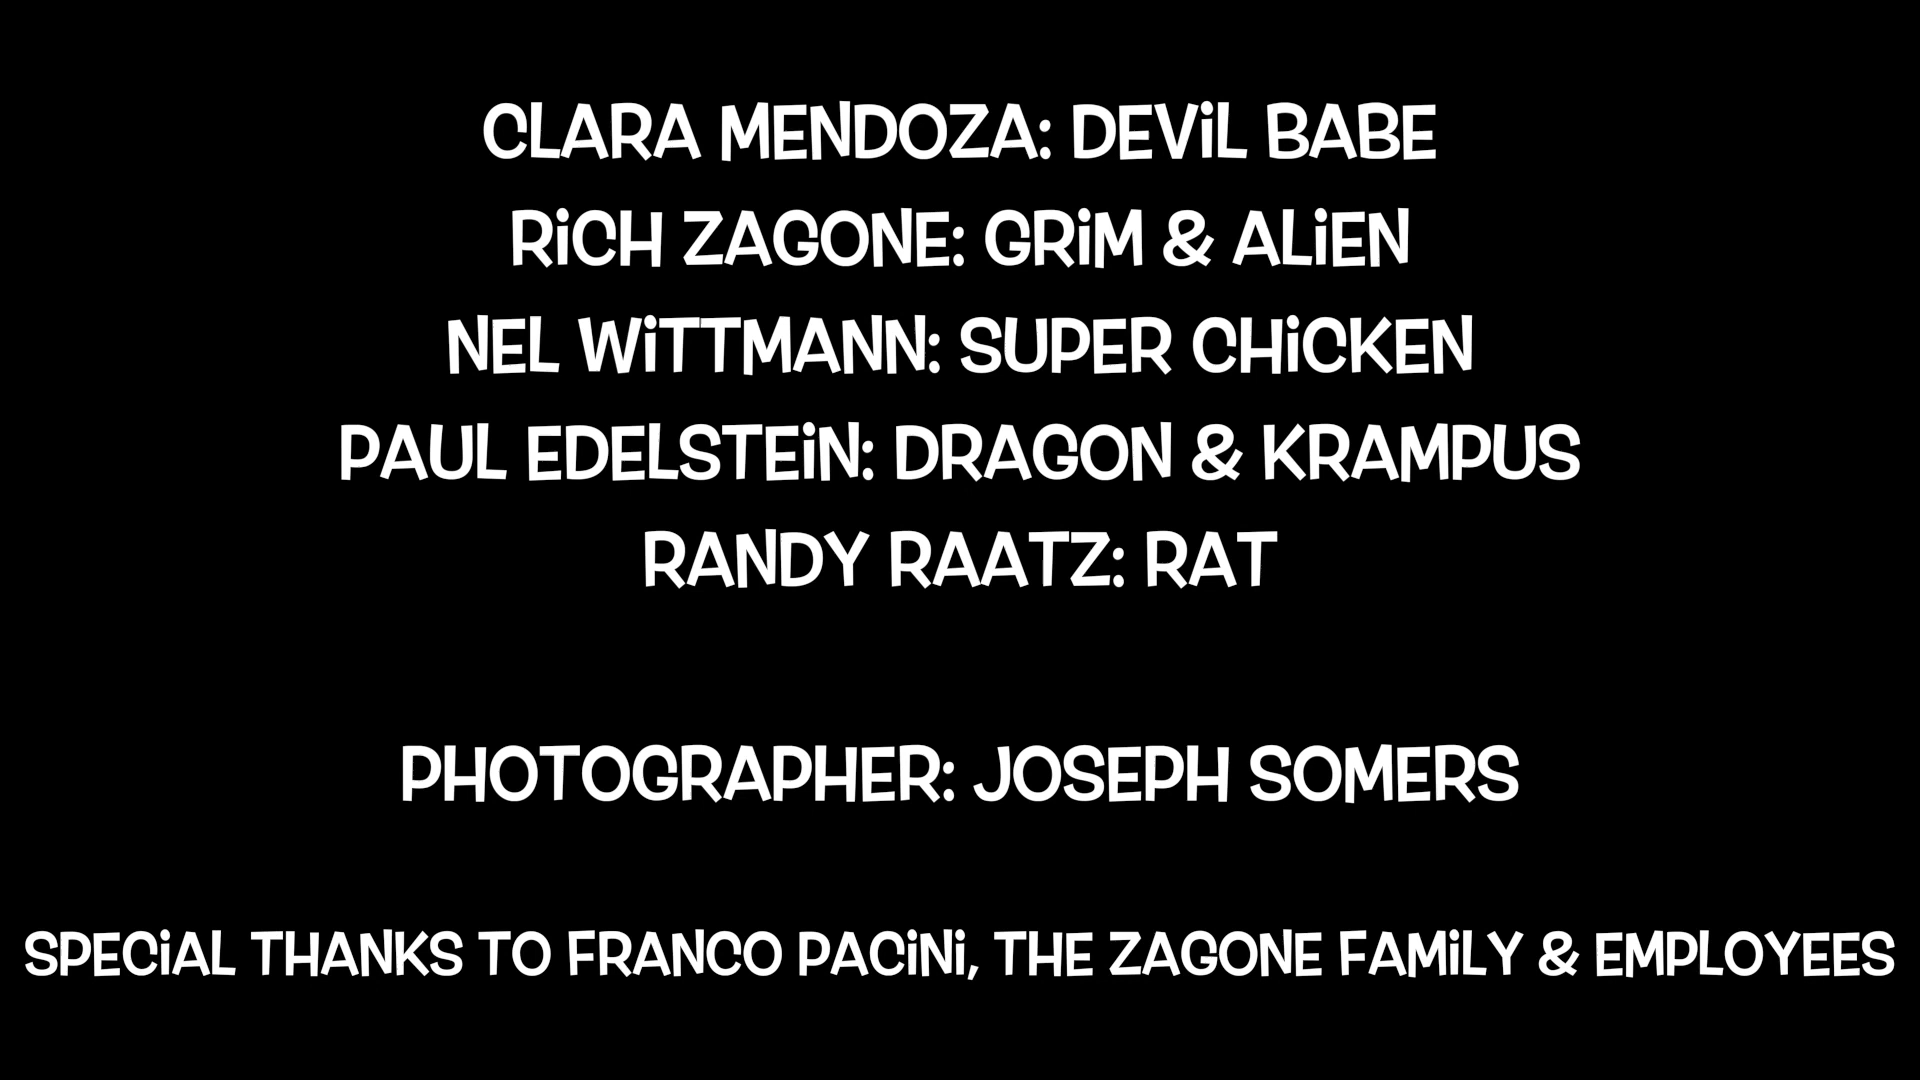 CLARA MENDOZA: DEViL BABE
RiCH ZAGONE: GRiM & ALiEN
NEL WiTTMANN: SUPER CHiCKEN
PAUL EDELSTEiN: DRAGON & KRAMPUS
RANDY RAATZ: RAT
PHOTOGRAPHER: JOSEPH SOMERS
SPECiAL THANKS TO FRANCO PACiNi, THE ZAGONE FAMiLY & EMPLOYEES